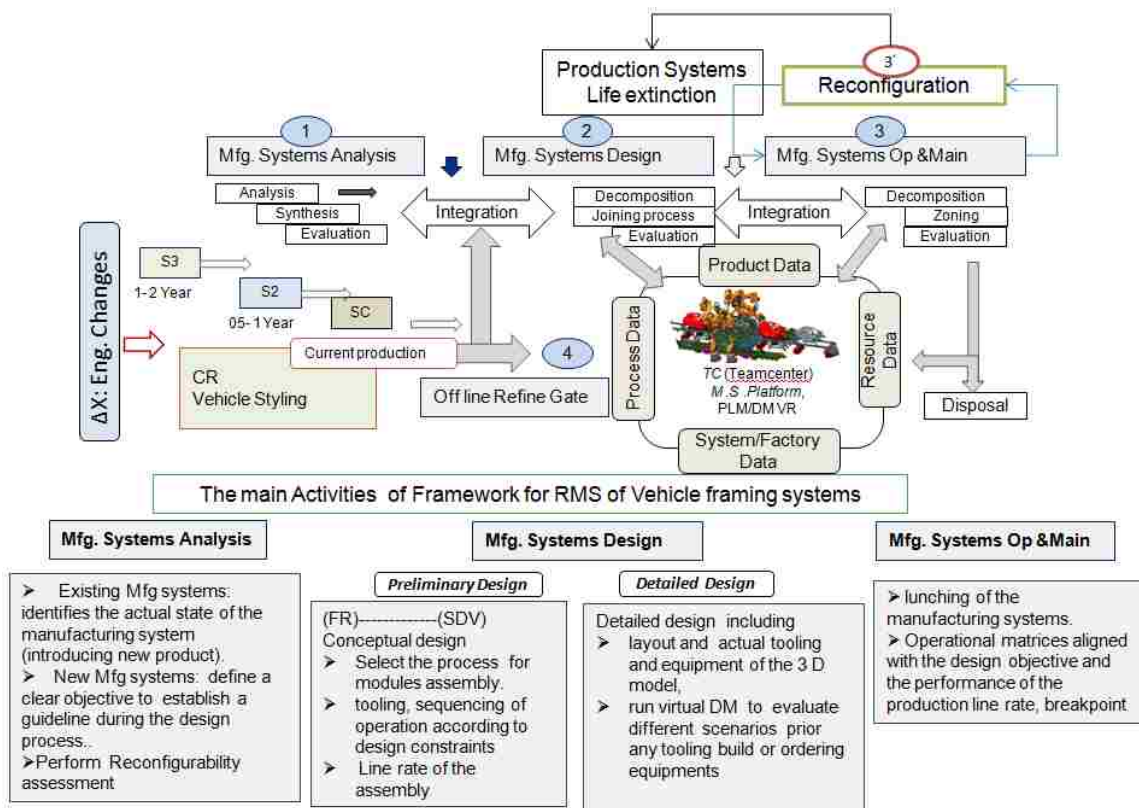 3´
Production Systems
Life extinction
Reconfiguration
1
2
3
Mfg. Systems Analysis
Mfg. Systems Design
Mfg. Systems Op &Main
Analysis
Synthesis
Evaluation
Integration
Decomposition
Joining process
Evaluation
Integration
Decomposition
Zoning
Evaluation
ΔX: Eng. Changes
S3
1-2 Year
S2
05-1 Year
SC
Current production
CR
Vehicle Styling
4
Off line Refine Gate
Product Data
Process Data
Resource
Data
TC (Teamcenter)
M .S .Platform,
PLM/DM VR
System/Factory
Data
Disposal
The main Activities of Framework for RMS of Vehicle framing systems
Mfg. Systems Analysis
Mfg. Systems Design
Mfg. Systems Op &Main
Preliminary Design
Detailed Design
➢ Existing Mfg systems:
identifies the actual state of the
manufacturing system
(introducing new product).
➢ New Mfg systems: define a
clear objective to establish a
guideline during the design
process..
➢Perform Reconfigurability
assessment
(FR)-------------(SDV)
Conceptual design
➢ Select the process for
modules assembly.
➢ tooling, sequencing of
operation according to
design constraints
➢ Line rate of the
assembly
Detailed design including
➢ layout and actual tooling
and equipment of the 3 D
model,
➢ run virtual DM to evaluate
different scenarios prior
any tooling build or ordering
equipments
➢ lunching of the
manufacturing systems.
➢ Operational matrices aligned
with the design objective and
the performance of the
production line rate, breakpoint